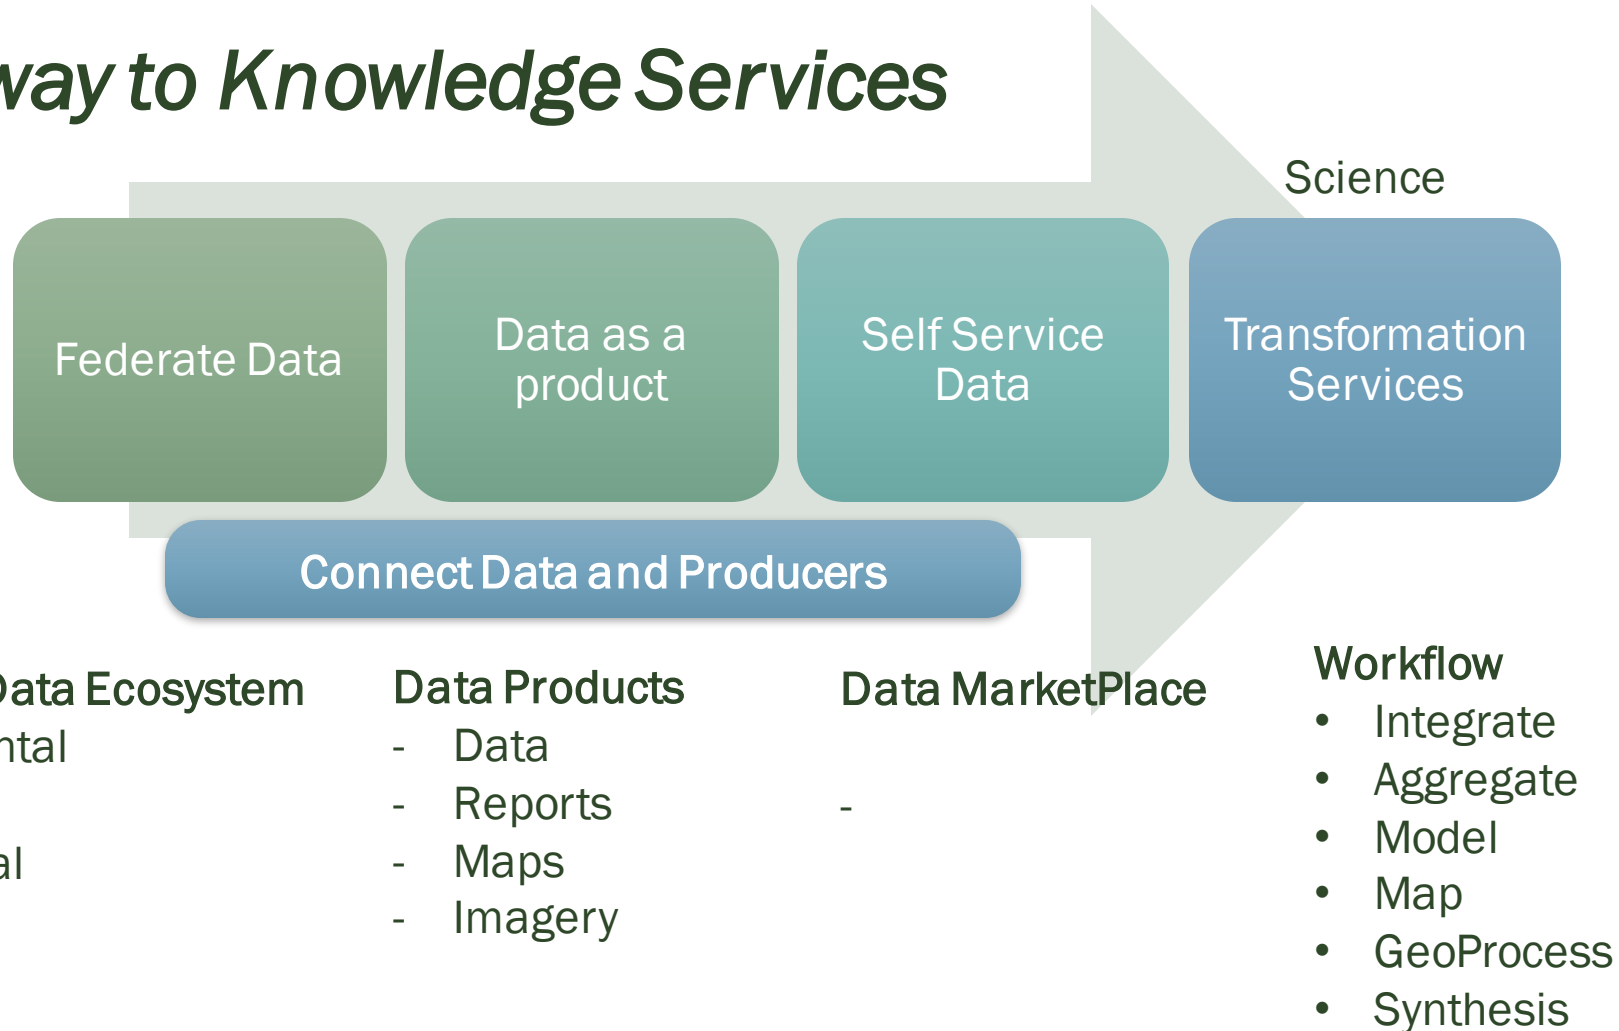 way to Knowledge Services
Science
Federate Data
Data as a
product
Self Service
Data
Transformation
Services
Connect Data and Producers
Data Ecosystem
ntal
al
Data Products
- Data
- Reports
- Maps
- Imagery
Data MarketPlace
-
Workflow
• Integrate
• Aggregate
• Model
• Map
• GeoProcess
• Synthesis